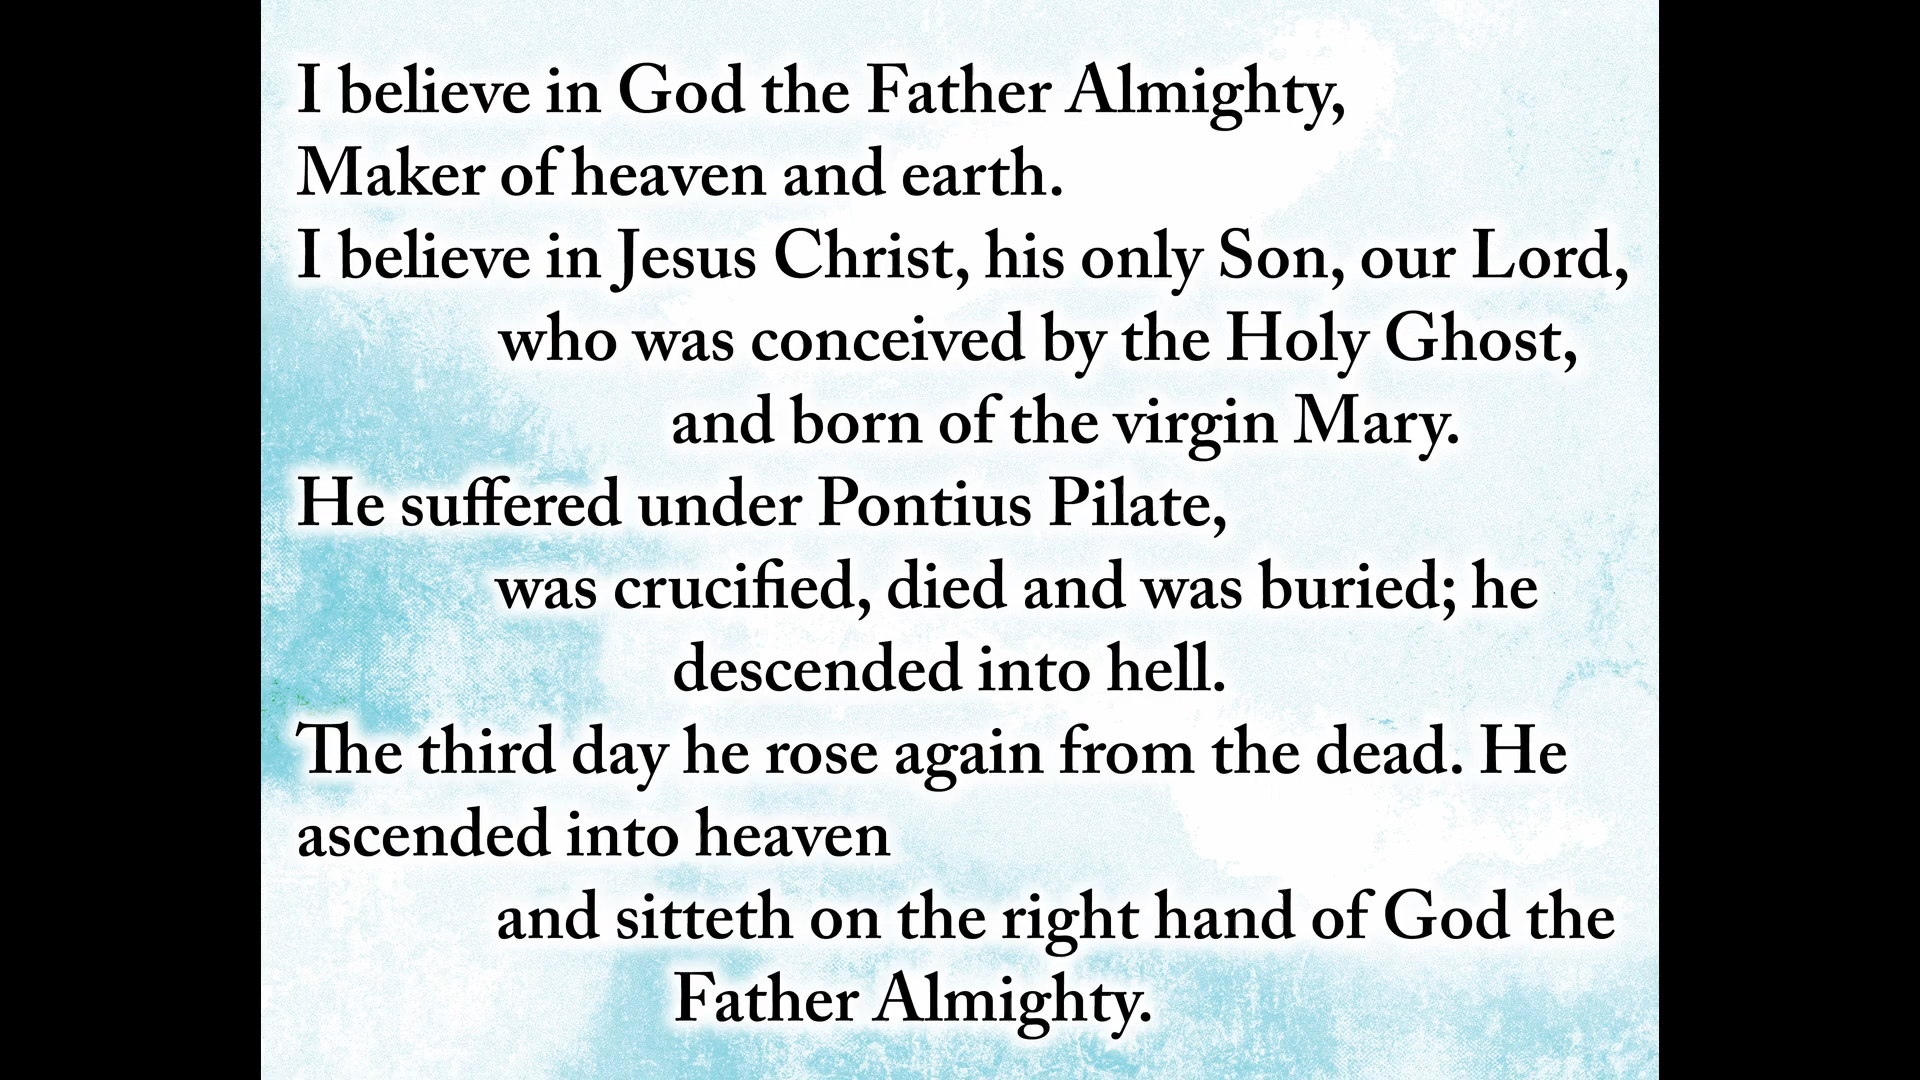 I believe in God the Father Almighty,
Maker of heaven and earth.
I believe in Jesus Christ, his only Son, our Lord,
who was conceived by the Holy Ghost,
and born of the virgin Mary.
He suffered under Pontius Pilate,
was crucified, died and was buried; he
descended into hell.
The third day he rose again from the dead. He
ascended into heaven
and sitteth on the right hand of God the
Father Almighty.